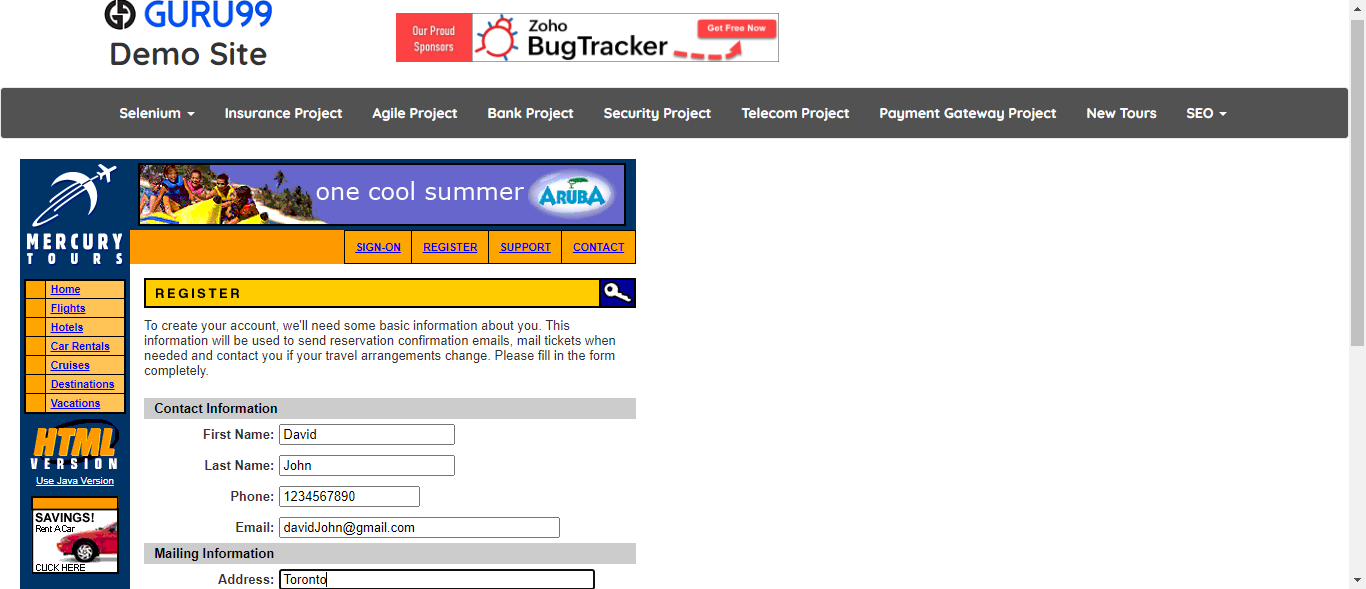 GURU99
Demo Site
Our Proud
Sponsors
Zoho
BugTracker
Get Free Now
Selenium Insurance Project Agile Project Bank Project Security Project Telecom Project Payment Gateway Project New Tours SEO
MERCURY
TOURS
one cool summer
ARUBA
SIGN-ON REGISTER SUPPORT CONTACT
Home
Flights
Hotels
Car Rentals
Cruises
Destinations
Vacations
HTML
VERSION
Use Java Version
SAVINGS!
Rent A Car
CLICK HERE
REGISTER
To create your account, we'll need some basic information about you. This
information will be used to send reservation confirmation emails, mail tickets when
needed and contact you if your travel arrangements change. Please fill in the form
completely.
Contact Information
First Name: David
Last Name: John
Phone: 1234567890
Email: davidJohn@gmail.com
Mailing Information
Address: Toronto